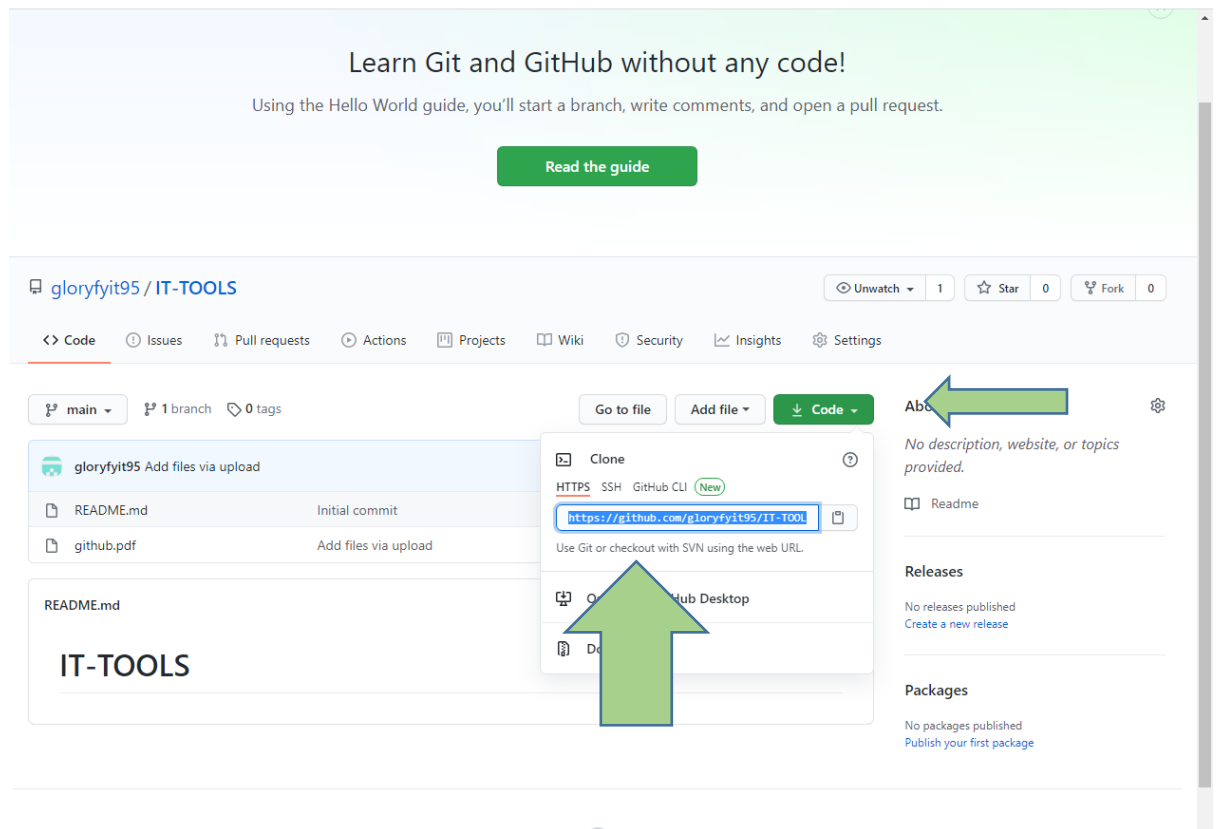 Learn Git and GitHub without any code!
Using the Hello World guide, you'll start a branch, write comments, and open a pull request.
Read the guide
gloryfyit95 / IT-TOOLS
Unwatch 1 Star 0 Fork 0
<> Code Issues Pull requests Actions Projects Wiki Security Insights Settings
main 1 branch 0 tags Go to file Add file Code
gloryfyit95 Add files via upload
README.md Initial commit
github.pdf Add files via upload
Clone
HTTPS SSH GitHub CLI New
https://github.com/gloryfyit95/IT-TOOL
Use Git or checkout with SVN using the web URL.
Desktop
README.md
IT-TOOLS
No description, website, or topics
provided.
Readme
Releases
No releases published
Create a new release
Packages
No packages published
Publish your first package